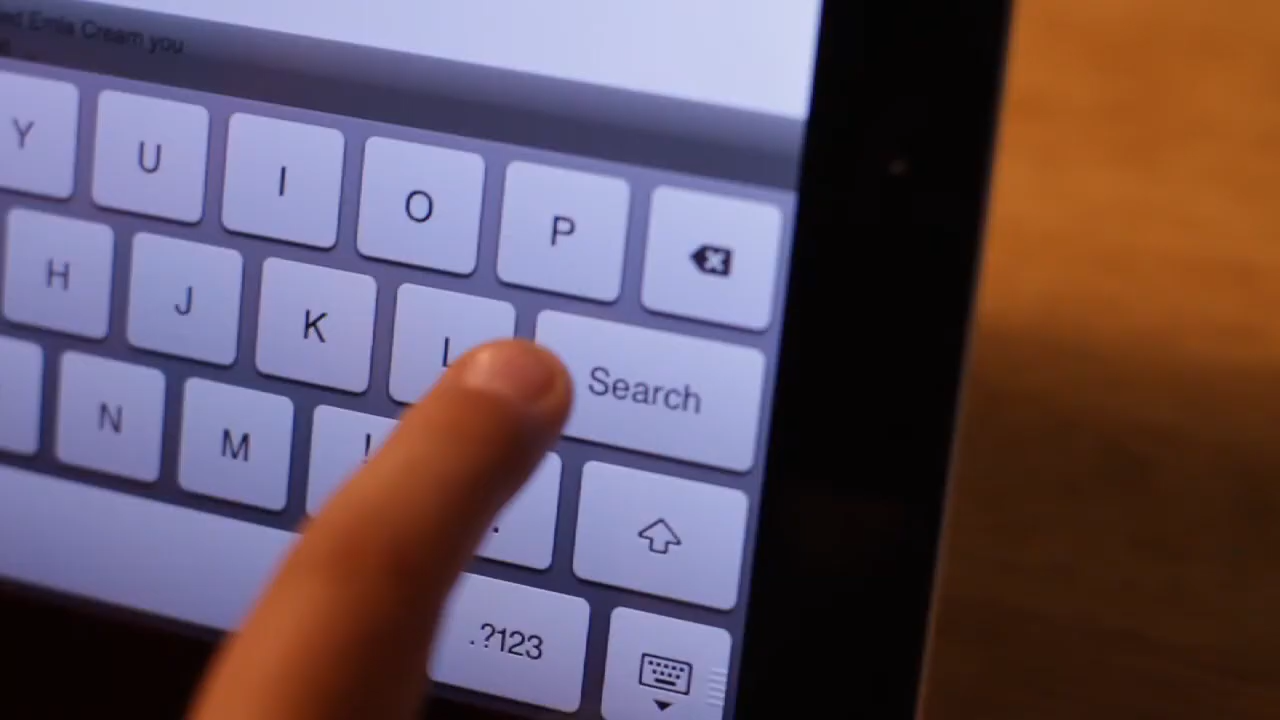 Emla Cream you
Y U I O P
H J K L Search
N M ! .
.?123